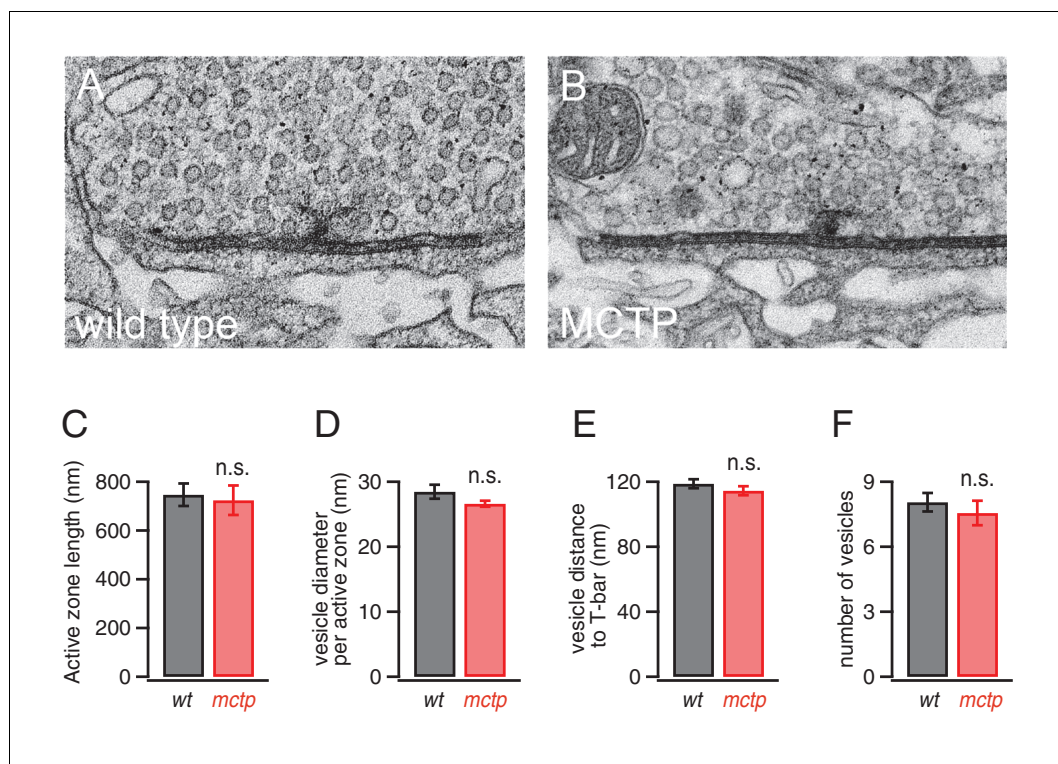 A
B
wild type
MCTP
C
D
E
F
Active zone length (nm)
800
600
400
200
0
n.s.
wt
mctp
vesicle diameter
per active zone (nm)
30
20
10
0
n.s.
wt
mctp
vesicle distance
to T-bar (nm)
120
80
40
0
n.s.
wt
mctp
number of vesicles
9
6
3
0
n.s.
wt
mctp